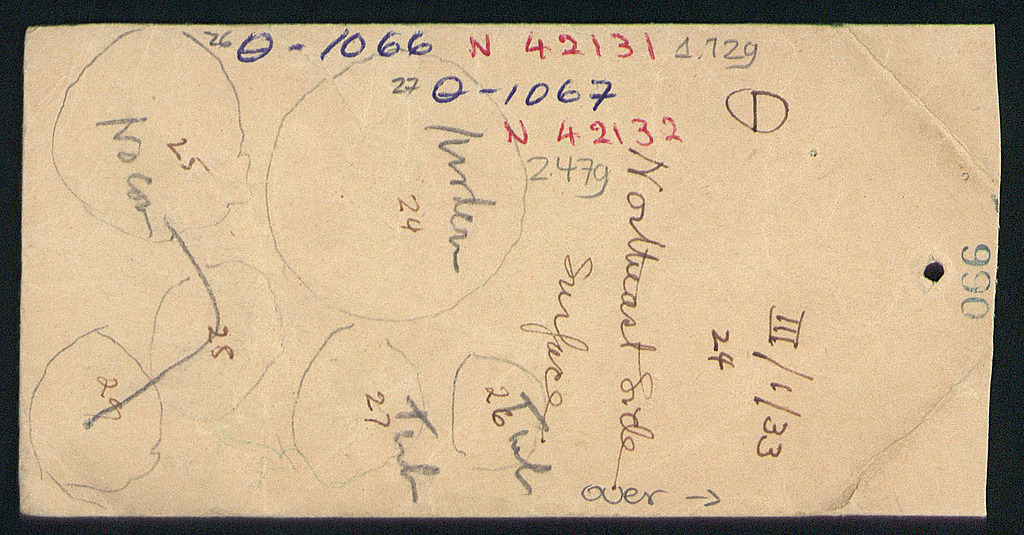 26 Θ-1066 N 42131 1.72g
27 Θ-1067
N 42132
2.47g
Θ
990
III/1/33
24
Northeast Side
Surface
24
25
26
27
28
29
over →